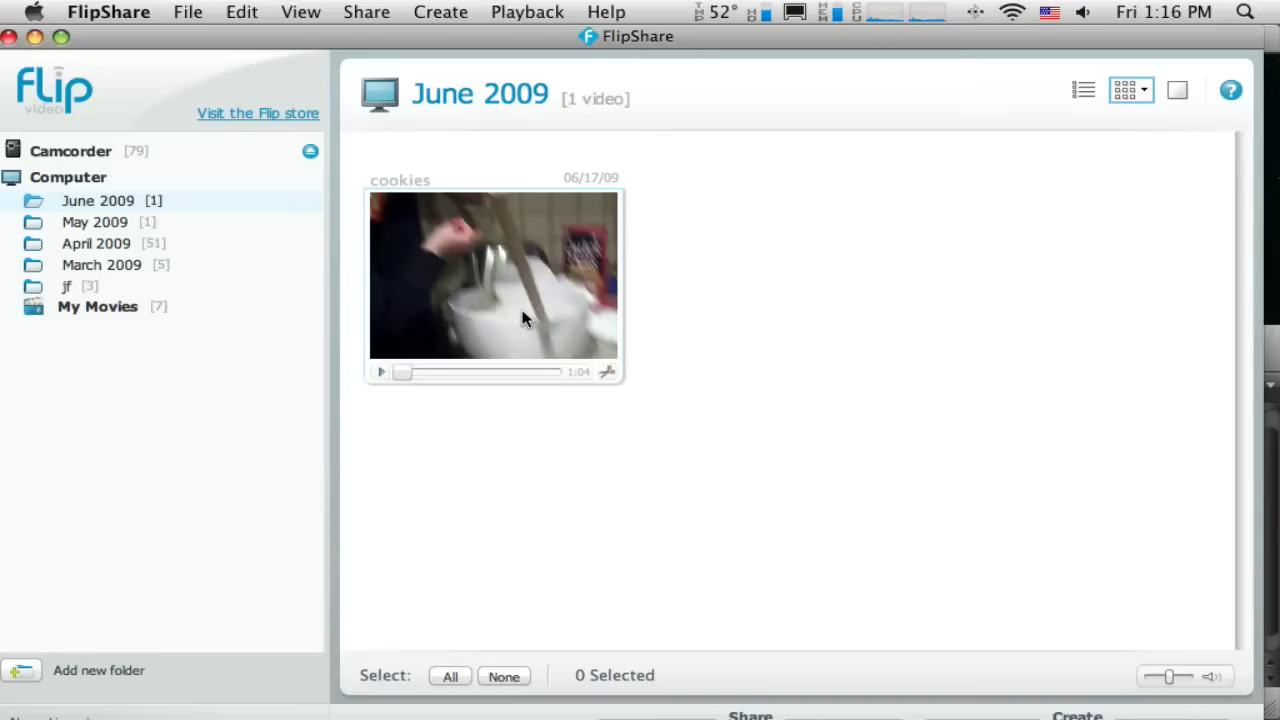 FlipShare File Edit View Share Create Playback Help 52° Fri 1:16 PM
FlipShare
flip
video
Visit the Flip store
June 2009 [1 video]
Camcorder [79]
Computer
June 2009 [1]
May 2009 [1]
April 2009 [51]
March 2009 [5]
jf [3]
My Movies [7]
cookies 06/17/09
1:04
Add new folder
Select: All None 0 Selected
Share Create